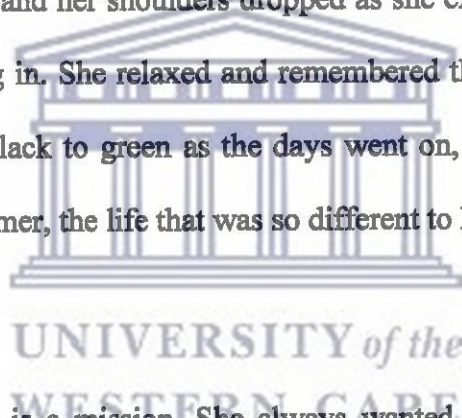 and her shoulders dropped as she
g in. She relaxed and remembered
lack to green as the days went on,
mer, the life that was so different to
UNIVERSITY of the
is a mission. She always wanted
WESTERN CAPE